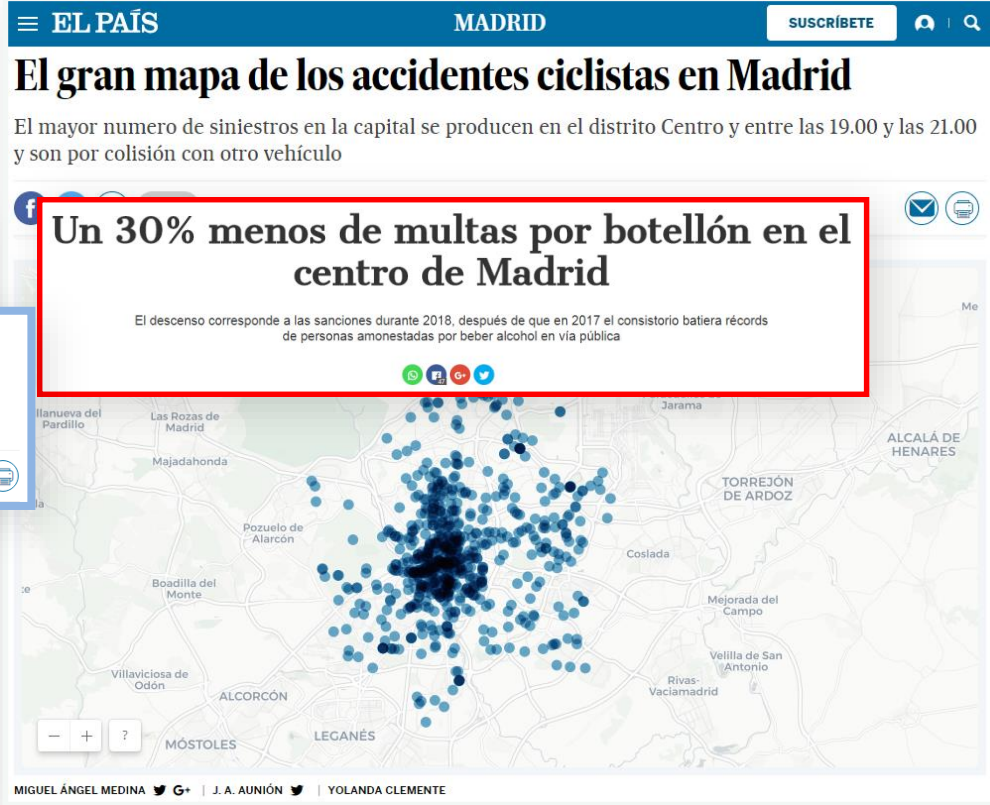 EL PAÍS MADRID SUSCRÍBETE
El gran mapa de los accidentes ciclistas en Madrid
El mayor numero de siniestros en la capital se producen en el distrito Centro y entre las 19.00 y las 21.00
y son por colisión con otro vehículo
Un 30% menos de multas por botellón en el
centro de Madrid
El descenso corresponde a las sanciones durante 2018, después de que en 2017 el consistorio batiera récords
de personas amonestadas por beber alcohol en vía pública
47
Me
llanueva del
Pardillo
Las Rozas de
Madrid
Jarama
ALCALÁ DE
HENARES
Majadahonda
TORREJÓN
DE ARDOZ
Pozuelo de
Alarcón
Coslada
Boadilla del
Monte
Mejorada del
Campo
Velilla de San
Antonio
Villaviciosa de
Odón
Rivas-
Vaciamadrid
ALCORCÓN
LEGANÉS
MÓSTOLES
− + ?
MIGUEL ÁNGEL MEDINA G+ | J. A. AUNIÓN | YOLANDA CLEMENTE